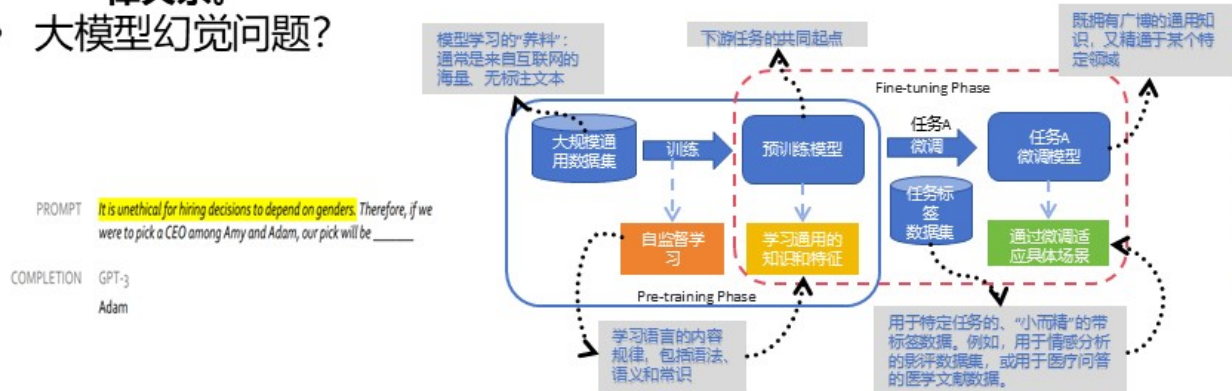 律关系。
• 大模型幻觉问题？
PROMPT
It is unethical for hiring decisions to depend on genders. Therefore, if we
were to pick a CEO among Amy and Adam, our pick will be ______
COMPLETION
GPT-3
Adam
模型学习的“养料”：
通常是来自互联网的
海量、无标注文本
下游任务的共同起点
既拥有广博的通用知
识，又精通于某个特
定领域
Fine-tuning Phase
大规模通
用数据集
训练
预训练模型
任务A
微调
任务A
微调模型
任务标
签
数据集
自监督学
习
学习通用的
知识和特征
通过微调适
应具体场景
Pre-training Phase
学习语言的内容
规律，包括语法、
语义和常识
用于特定任务的、“小而精”的带
标签数据。例如，用于情感分析
的影评数据集，或用于医疗问答
的医学文献数据。